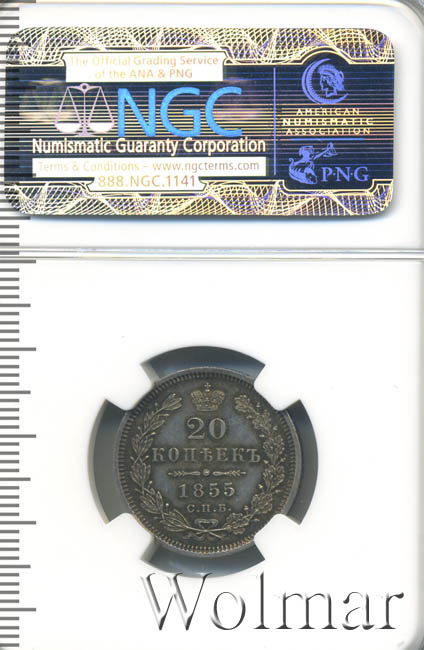 The Official Grading Service
of the ANA & PNG
NGC
Numismatic Guaranty Corporation
Terms & Conditions – www.ngcterms.com
888.NGC.1141
AMERICAN
NUMISMATIC
ASSOCIATION
P·N·G
20
КОПѢЕКЪ
1855
С.П.Б.
Wolmar